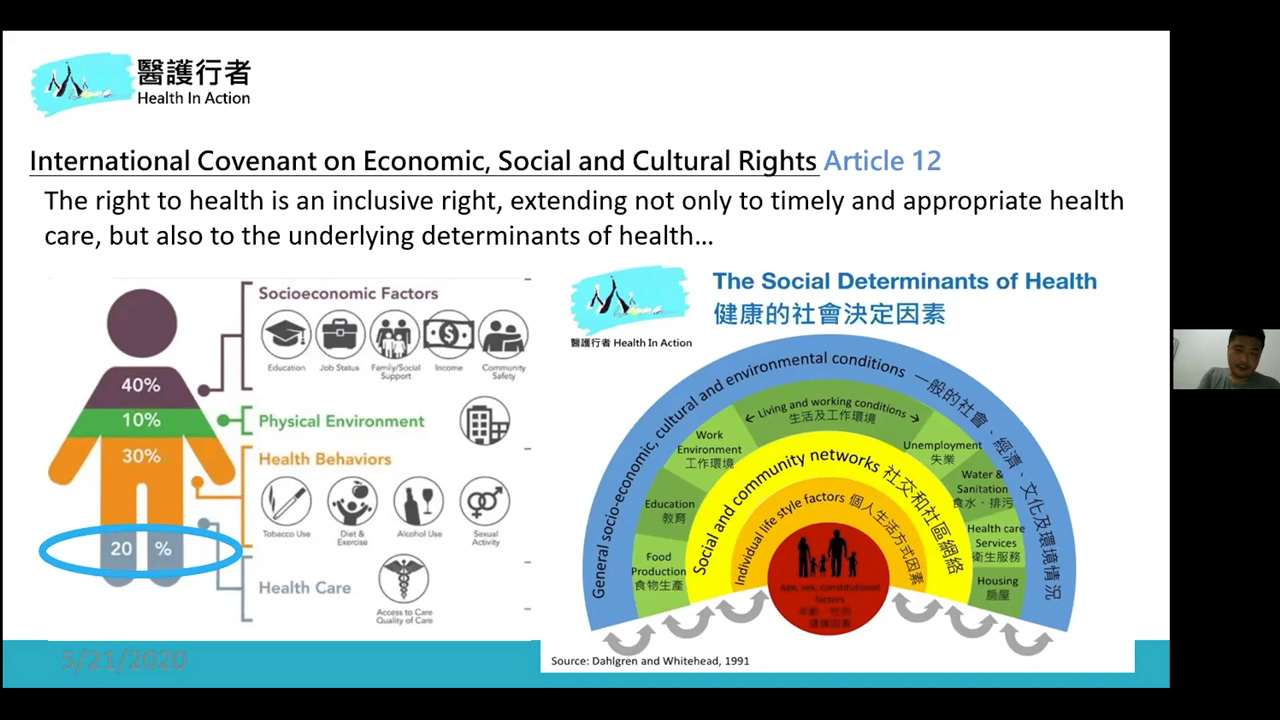 醫護行者
Health In Action
International Covenant on Economic, Social and Cultural Rights Article 12
The right to health is an inclusive right, extending not only to timely and appropriate health
care, but also to the underlying determinants of health…
Socioeconomic Factors
Education
Job Status
Family/Social
Support
Income
Community
Safety
40%
10%
Physical Environment
30%
Health Behaviors
Tobacco Use
Diet &
Exercise
Alcohol Use
Sexual
Activity
20 %
Health Care
Access to Care
Quality of Care
醫護行者 Health In Action
The Social Determinants of Health
健康的社會決定因素
General socio-economic, cultural and environmental conditions 一般的社會、經濟、文化及環境情況
Living and working conditions
生活及工作環境
Work
Environment
工作環境
Unemployment
失業
Education
教育
Water &
Sanitation
食水、排污
Food
Production
食物生產
Health care
Services
衛生服務
Housing
房屋
Social and community networks 社交和社區網絡
Individual life style factors 個人生活方式因素
Age, sex, constitutional
factors
Source: Dahlgren and Whitehead, 1991
5/21/2020